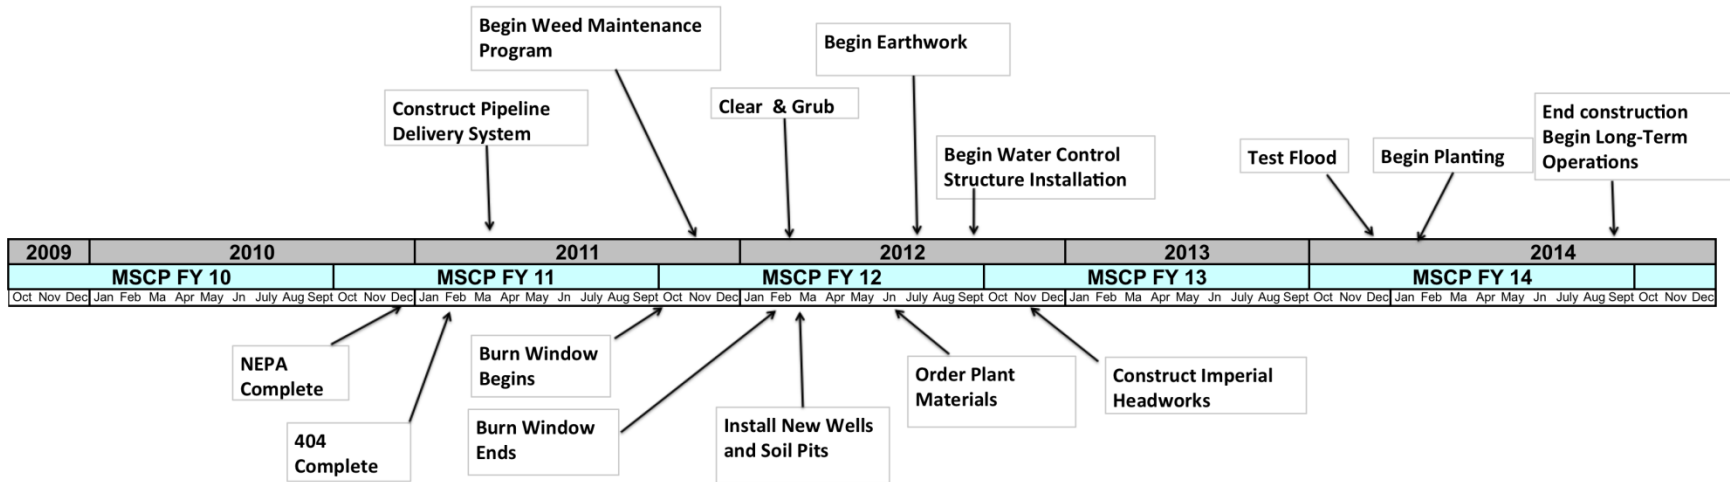 Begin Weed Maintenance
Program
Begin Earthwork
Construct Pipeline
Delivery System
Clear & Grub
Begin Water Control
Structure Installation
Test Flood
Begin Planting
End construction
Begin Long-Term
Operations
2009 2010 2011 2012 2013 2014
MSCP FY 10 MSCP FY 11 MSCP FY 12 MSCP FY 13 MSCP FY 14
Oct Nov Dec Jan Feb Ma Apr May Jn July Aug Sept Oct Nov Dec Jan Feb Ma Apr May Jn July Aug Sept Oct Nov Dec Jan Feb Ma Apr May Jn July Aug Sept Oct Nov Dec Jan Feb Ma Apr May Jn July Aug Sept Oct Nov Dec Jan Feb Ma Apr May Jn July Aug Sept Oct Nov Dec
NEPA
Complete
404
Complete
Burn Window
Begins
Burn Window
Ends
Install New Wells
and Soil Pits
Order Plant
Materials
Construct Imperial
Headworks